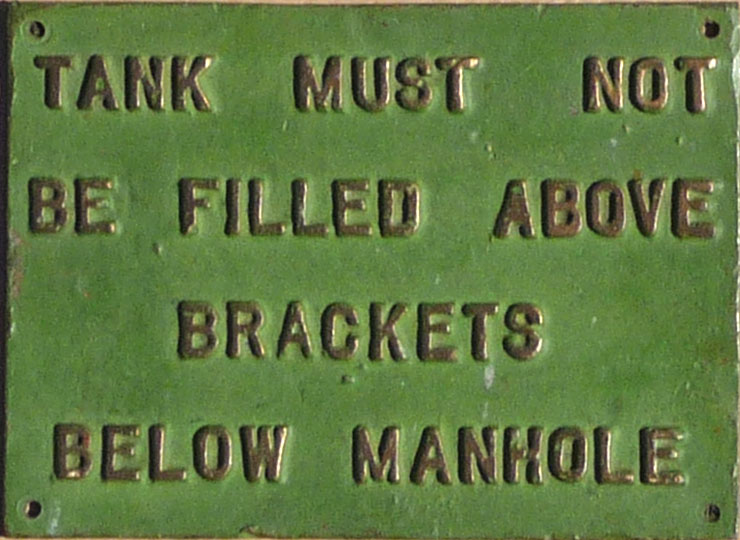 TANK MUST NOT
BE FILLED ABOVE
BRACKETS
BELOW MANHOLE